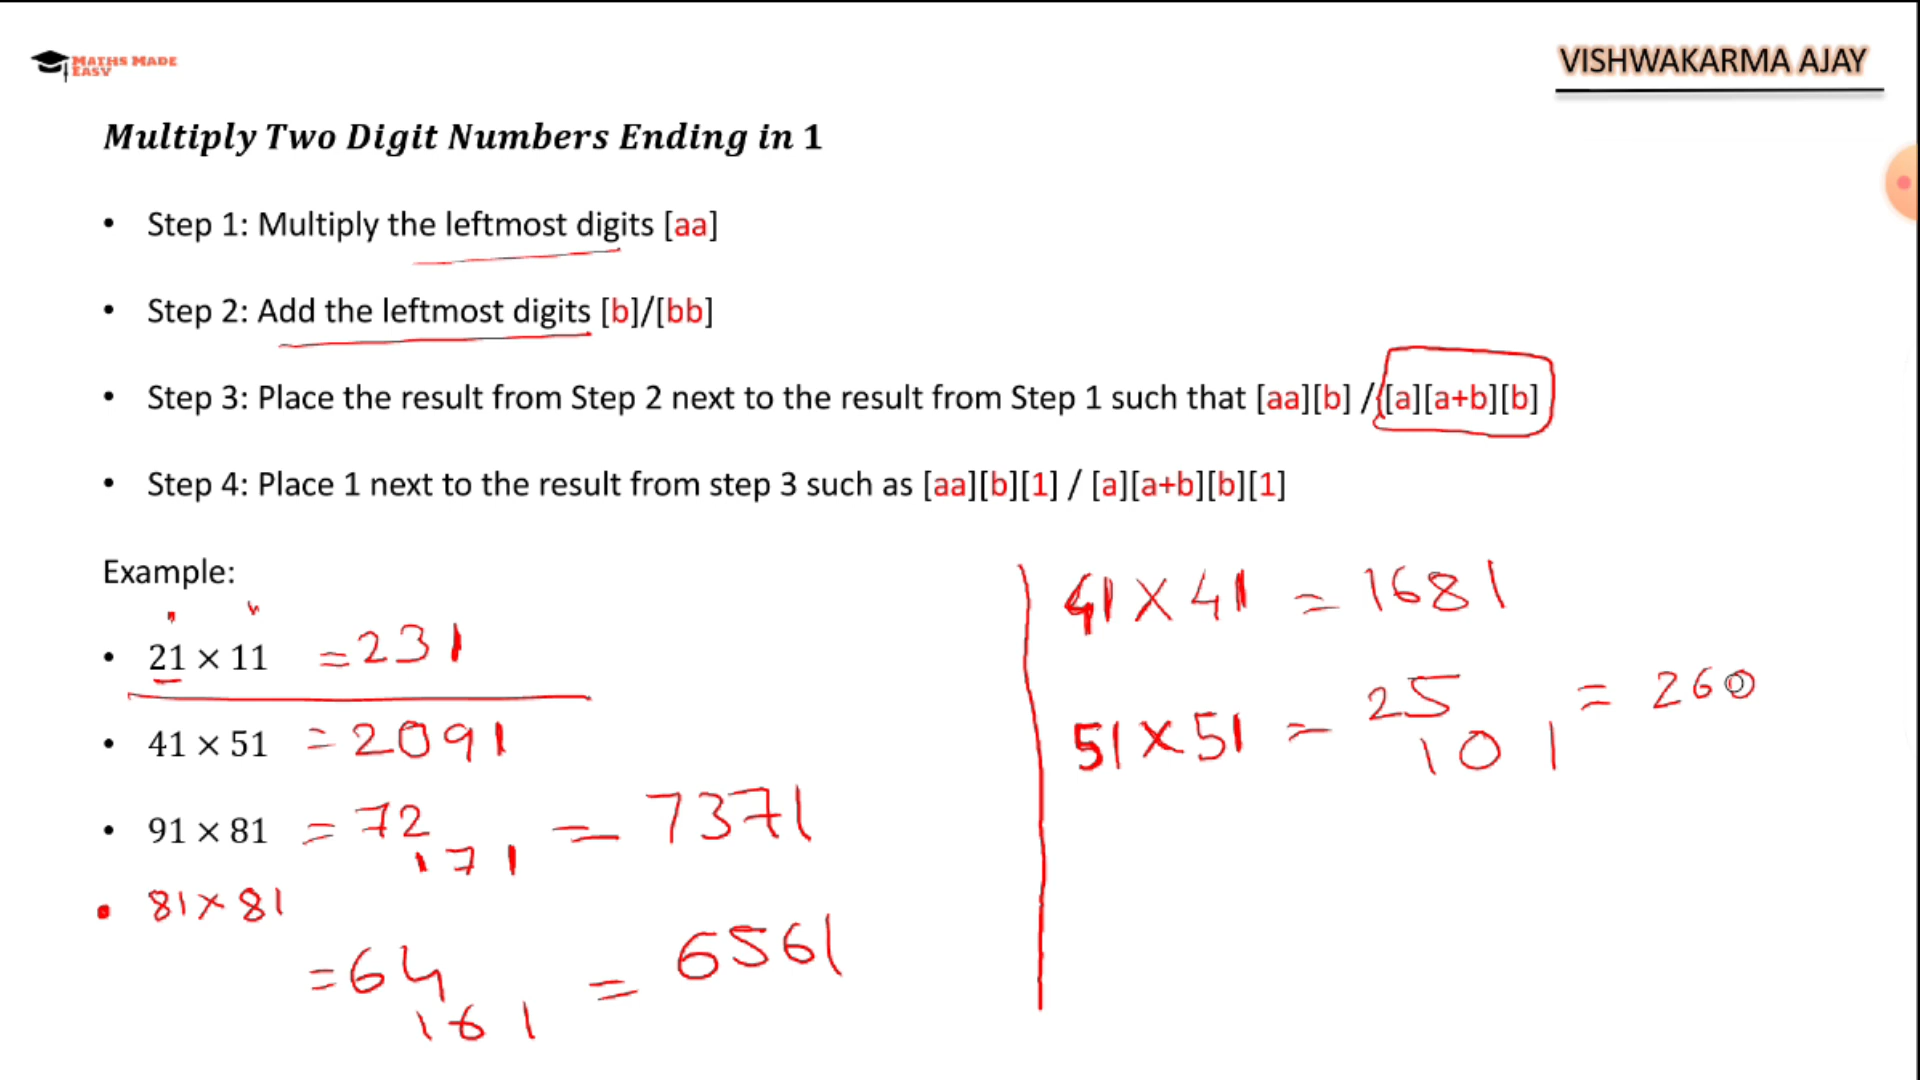 MATHS MADE
EASY
VISHWAKARMA AJAY
Multiply Two Digit Numbers Ending in 1
• Step 1: Multiply the leftmost digits [aa]
• Step 2: Add the leftmost digits [b]/[bb]
• Step 3: Place the result from Step 2 next to the result from Step 1 such that [aa][b] / [a][a+b][b]
• Step 4: Place 1 next to the result from step 3 such as [aa][b][1] / [a][a+b][b][1]
Example:
• 21 × 11 = 231
• 41 × 51 = 2091
• 91 × 81 = 72 = 7371
171
• 81 × 81
= 64 = 6561
161
41 × 41 = 1681
51 × 51 = 25 = 260
101